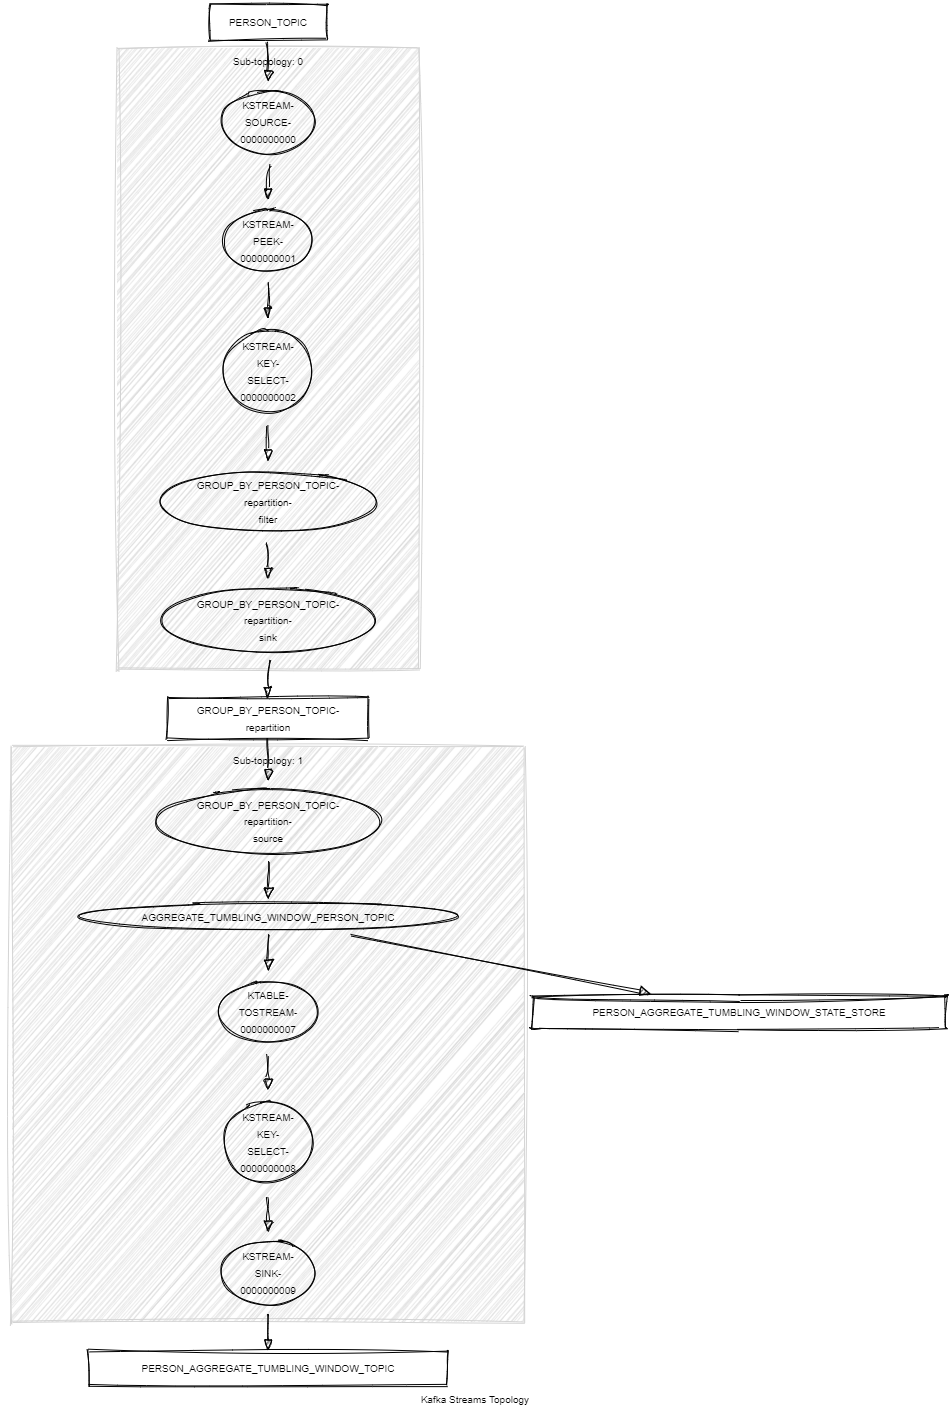 PERSON_TOPIC
Sub-topology: 0
KSTREAM-
SOURCE-
0000000000
KSTREAM-
PEEK-
0000000001
KSTREAM-
KEY-
SELECT-
0000000002
GROUP_BY_PERSON_TOPIC-
repartition-
filter
GROUP_BY_PERSON_TOPIC-
repartition-
sink
GROUP_BY_PERSON_TOPIC-
repartition
Sub-topology: 1
GROUP_BY_PERSON_TOPIC-
repartition-
source
AGGREGATE_TUMBLING_WINDOW_PERSON_TOPIC
KTABLE-
TOSTREAM-
0000000007
PERSON_AGGREGATE_TUMBLING_WINDOW_STATE_STORE
KSTREAM-
KEY-
SELECT-
0000000008
KSTREAM-
SINK-
0000000009
PERSON_AGGREGATE_TUMBLING_WINDOW_TOPIC
Kafka Streams Topology